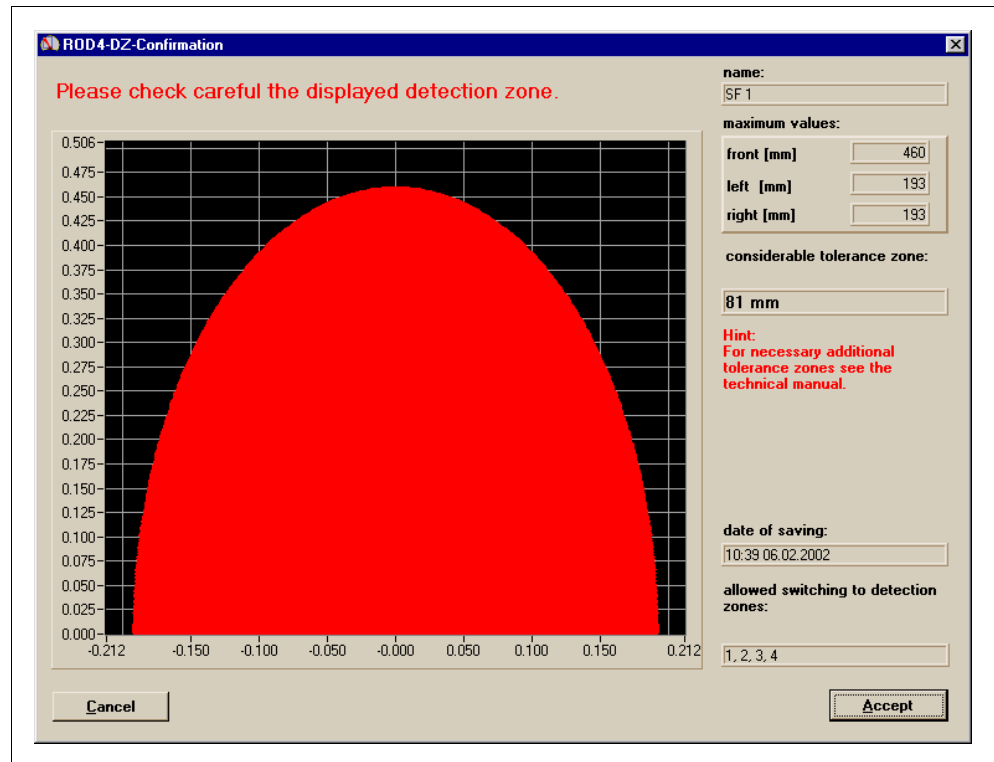 ROD4-DZ-Confirmation
Please check careful the displayed detection zone.
0.506
0.475
0.450
0.425
0.400
0.375
0.350
0.325
0.300
0.275
0.250
0.225
0.200
0.175
0.150
0.125
0.100
0.075
0.050
0.025
0.000
-0.212 -0.150 -0.100 -0.050 -0.000 0.050 0.100 0.150 0.212
name:
SF 1
maximum values:
front [mm] 460
left [mm] 193
right [mm] 193
considerable tolerance zone:
81 mm
Hint:
For necessary additional
tolerance zones see the
technical manual.
date of saving:
10:39 06.02.2002
allowed switching to detection
zones:
1, 2, 3, 4
Cancel
Accept